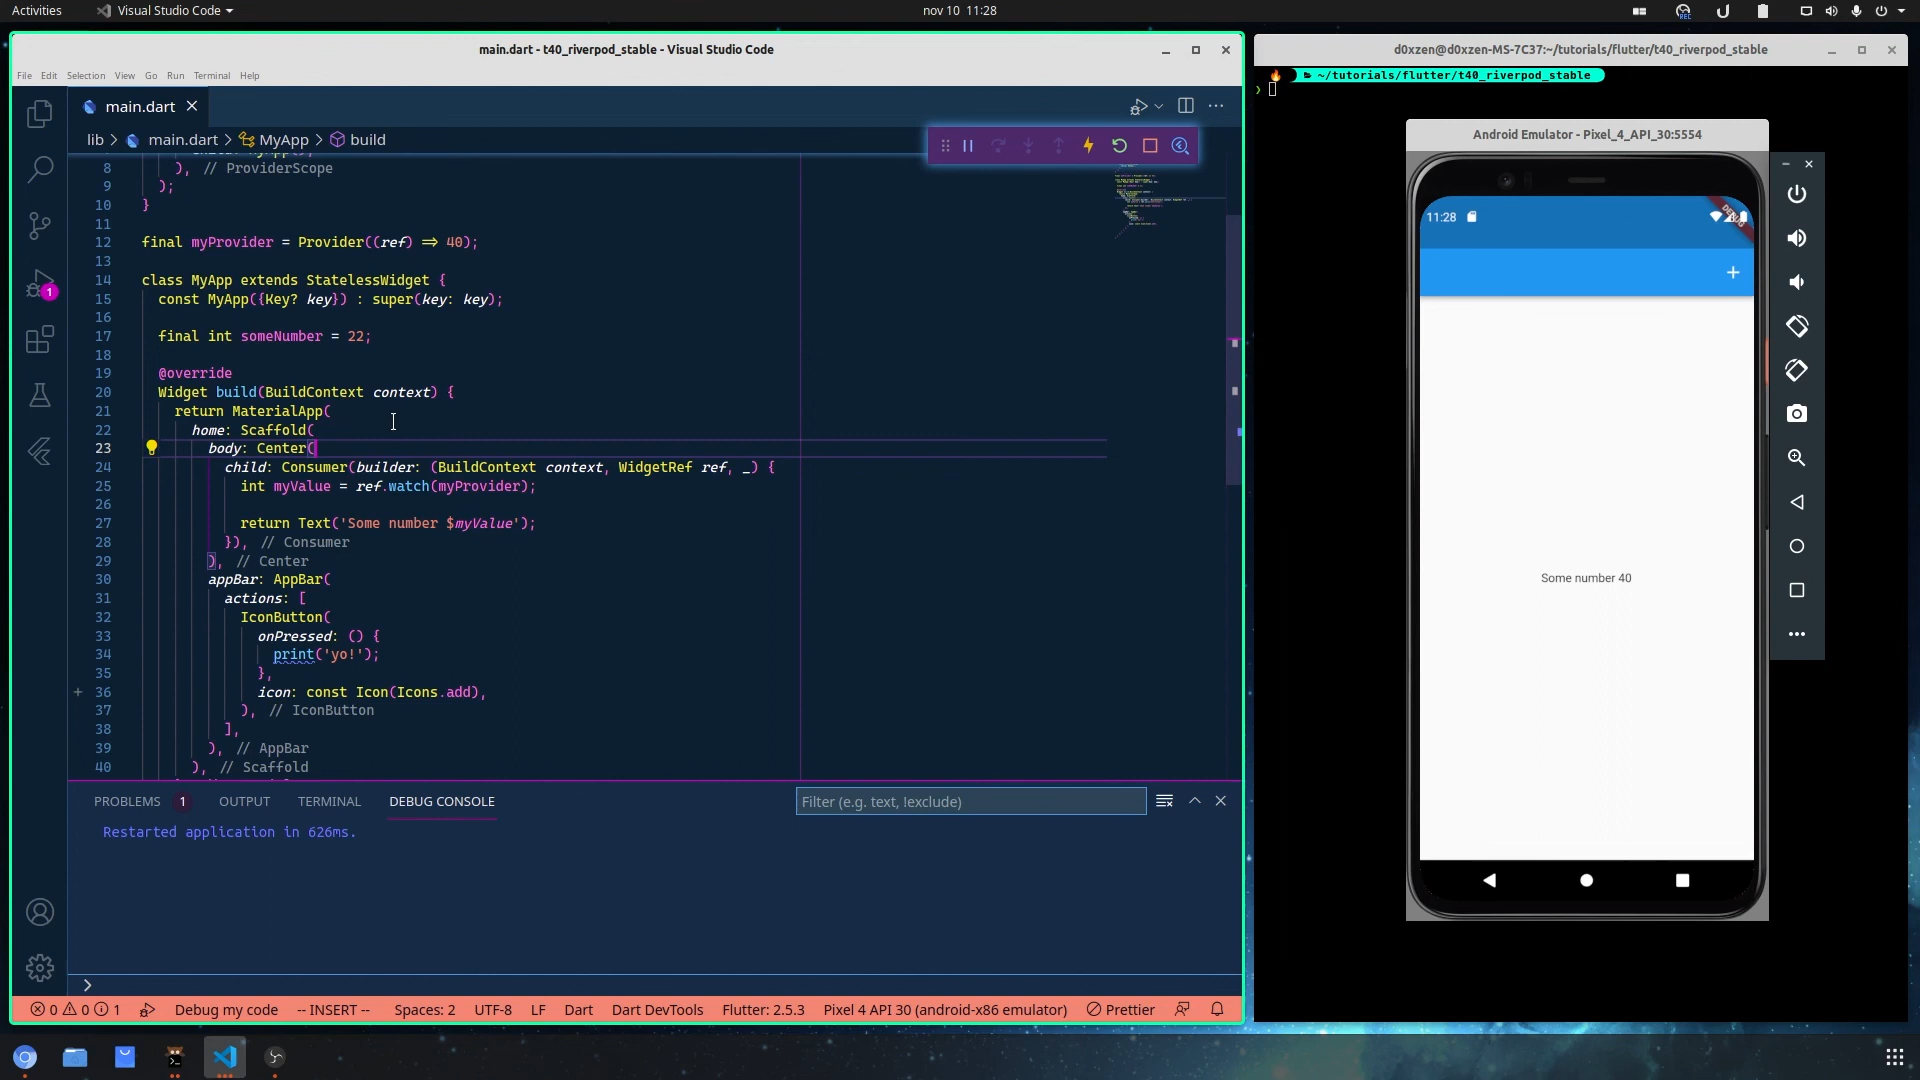 Activities
Visual Studio Code
nov 10 11:28
REC
main.dart - t40_riverpod_stable - Visual Studio Code
File Edit Selection View Go Run Terminal Help
main.dart
lib > main.dart > MyApp > build
8 ), // ProviderScope
9 );
10 }
11
12 final myProvider = Provider((ref) => 40);
13
14 class MyApp extends StatelessWidget {
15 const MyApp({Key? key}) : super(key: key);
16
17 final int someNumber = 22;
18
19 @override
20 Widget build(BuildContext context) {
21 return MaterialApp(
22 home: Scaffold(
23 body: Center(
24 child: Consumer(builder: (BuildContext context, WidgetRef ref, _) {
25 int myValue = ref.watch(myProvider);
26
27 return Text('Some number $myValue');
28 }), // Consumer
29 ), // Center
30 appBar: AppBar(
31 actions: [
32 IconButton(
33 onPressed: () {
34 print('yo!');
35 },
36 icon: const Icon(Icons.add),
37 ), // IconButton
38 ],
39 ), // AppBar
40 ), // Scaffold
1
PROBLEMS 1 OUTPUT TERMINAL DEBUG CONSOLE
Filter (e.g. text, !exclude)
Restarted application in 626ms.
0 0 1 Debug my code -- INSERT -- Spaces: 2 UTF-8 LF Dart Dart DevTools Flutter: 2.5.3 Pixel 4 API 30 (android-x86 emulator) Prettier
d0xzen@d0xzen-MS-7C37:~/tutorials/flutter/t40_riverpod_stable
~/tutorials/flutter/t40_riverpod_stable
Android Emulator - Pixel_4_API_30:5554
11:28
DEBUG
Some number 40